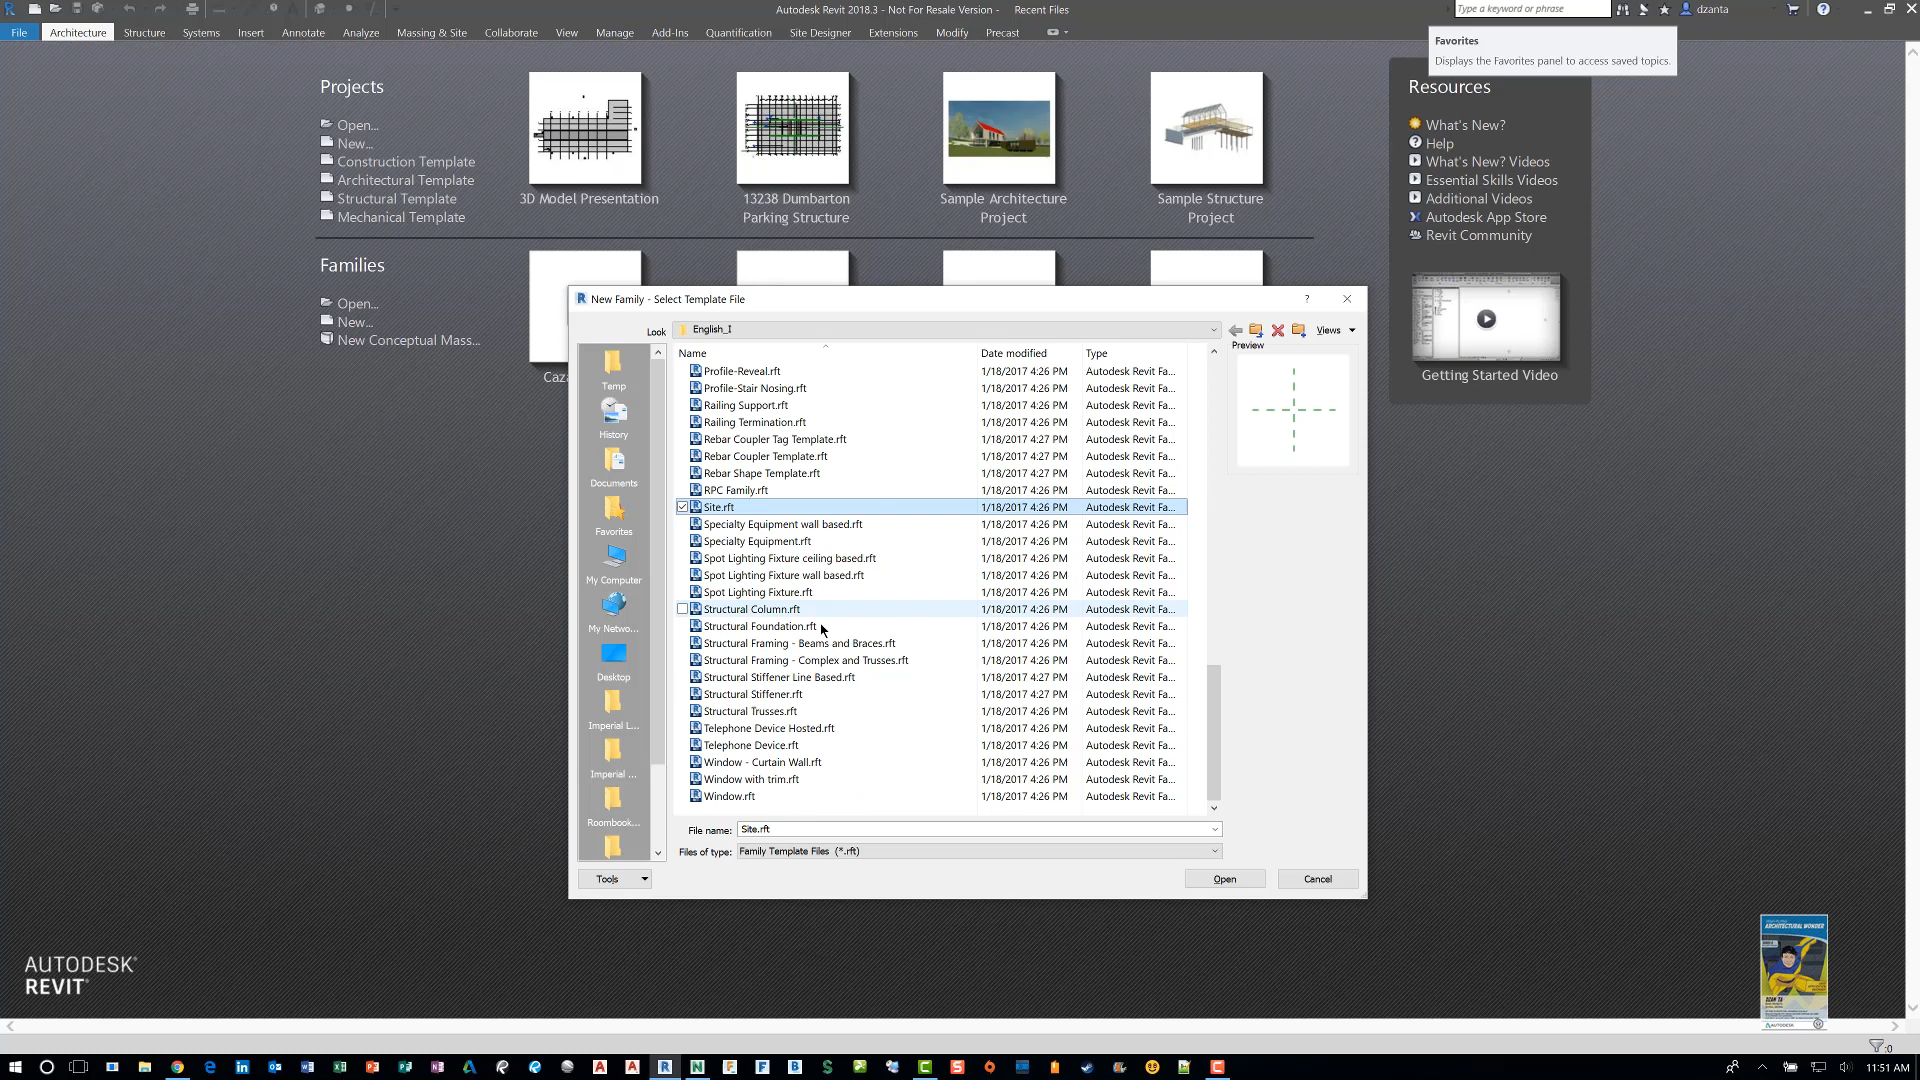 Autodesk Revit 2018.3 - Not For Resale Version - Recent Files
Type a keyword or phrase
dzanta
File Architecture Structure Systems Insert Annotate Analyze Massing & Site Collaborate View Manage Add-Ins Quantification Site Designer Extensions Modify Precast
Favorites
Displays the Favorites panel to access saved topics.
Projects
Open...
New...
Construction Template
Architectural Template
Structural Template
Mechanical Template
3D Model Presentation
13238 Dumbarton
Parking Structure
Sample Architecture
Project
Sample Structure
Project
Resources
What's New?
Help
What's New? Videos
Essential Skills Videos
Additional Videos
Autodesk App Store
Revit Community
Getting Started Video
Families
Open...
New...
New Conceptual Mass...
Caza
New Family - Select Template File
Look
English_I
Views
Preview
Temp
History
Documents
Favorites
My Computer
My Netwo...
Desktop
Imperial L...
Imperial ...
Roombook...
Name Date modified Type
Profile-Reveal.rft 1/18/2017 4:26 PM Autodesk Revit Fa...
Profile-Stair Nosing.rft 1/18/2017 4:26 PM Autodesk Revit Fa...
Railing Support.rft 1/18/2017 4:26 PM Autodesk Revit Fa...
Railing Termination.rft 1/18/2017 4:26 PM Autodesk Revit Fa...
Rebar Coupler Tag Template.rft 1/18/2017 4:27 PM Autodesk Revit Fa...
Rebar Coupler Template.rft 1/18/2017 4:27 PM Autodesk Revit Fa...
Rebar Shape Template.rft 1/18/2017 4:27 PM Autodesk Revit Fa...
RPC Family.rft 1/18/2017 4:26 PM Autodesk Revit Fa...
Site.rft 1/18/2017 4:26 PM Autodesk Revit Fa...
Specialty Equipment wall based.rft 1/18/2017 4:26 PM Autodesk Revit Fa...
Specialty Equipment.rft 1/18/2017 4:26 PM Autodesk Revit Fa...
Spot Lighting Fixture ceiling based.rft 1/18/2017 4:26 PM Autodesk Revit Fa...
Spot Lighting Fixture wall based.rft 1/18/2017 4:26 PM Autodesk Revit Fa...
Spot Lighting Fixture.rft 1/18/2017 4:26 PM Autodesk Revit Fa...
Structural Column.rft 1/18/2017 4:26 PM Autodesk Revit Fa...
Structural Foundation.rft 1/18/2017 4:26 PM Autodesk Revit Fa...
Structural Framing - Beams and Braces.rft 1/18/2017 4:26 PM Autodesk Revit Fa...
Structural Framing - Complex and Trusses.rft 1/18/2017 4:26 PM Autodesk Revit Fa...
Structural Stiffener Line Based.rft 1/18/2017 4:27 PM Autodesk Revit Fa...
Structural Stiffener.rft 1/18/2017 4:27 PM Autodesk Revit Fa...
Structural Trusses.rft 1/18/2017 4:26 PM Autodesk Revit Fa...
Telephone Device Hosted.rft 1/18/2017 4:26 PM Autodesk Revit Fa...
Telephone Device.rft 1/18/2017 4:26 PM Autodesk Revit Fa...
Window - Curtain Wall.rft 1/18/2017 4:26 PM Autodesk Revit Fa...
Window with trim.rft 1/18/2017 4:26 PM Autodesk Revit Fa...
Window.rft 1/18/2017 4:26 PM Autodesk Revit Fa...
File name: Site.rft
Files of type: Family Template Files (*.rft)
Tools
Open
Cancel
AUTODESK
REVIT
ARCHITECTURAL WONDER
AUTODESK
:0
11:51 AM